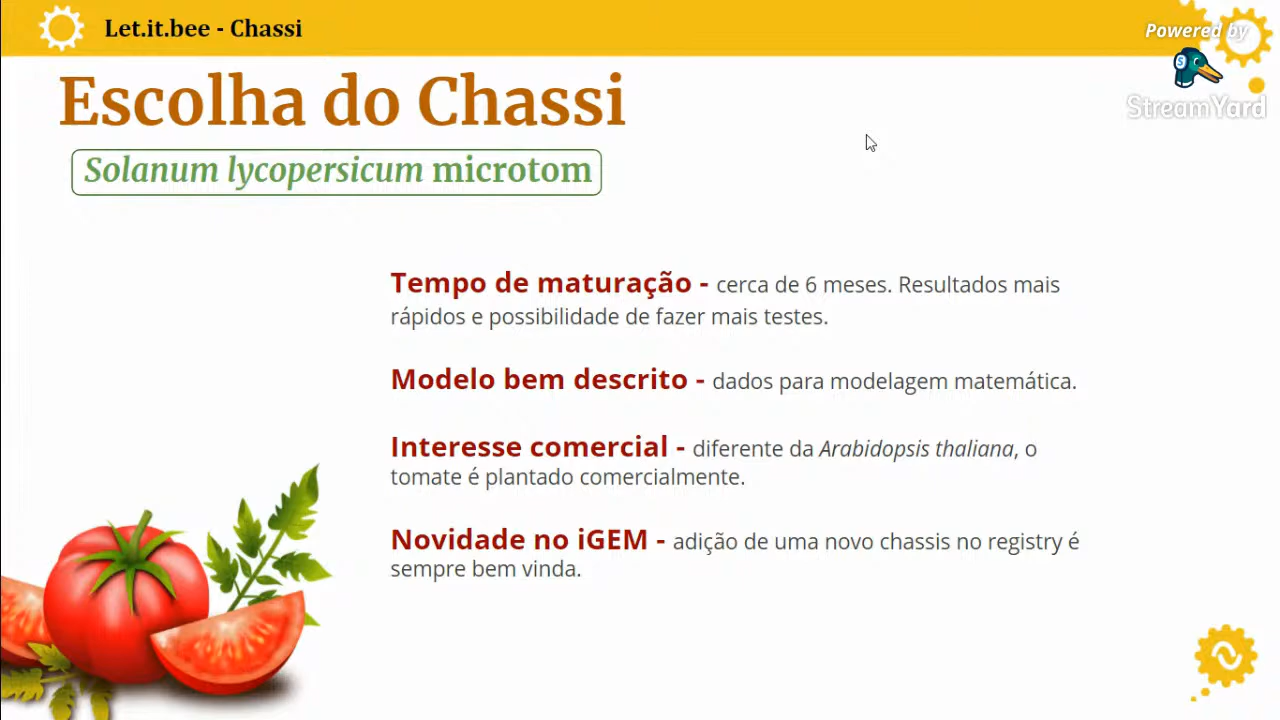 Let.it.bee - Chassi
Powered by
StreamYard
Escolha do Chassi
Solanum lycopersicum microtom
Tempo de maturação - cerca de 6 meses. Resultados mais
rápidos e possibilidade de fazer mais testes.
Modelo bem descrito - dados para modelagem matemática.
Interesse comercial - diferente da Arabidopsis thaliana, o
tomate é plantado comercialmente.
Novidade no iGEM - adição de uma novo chassis no registry é
sempre bem vinda.